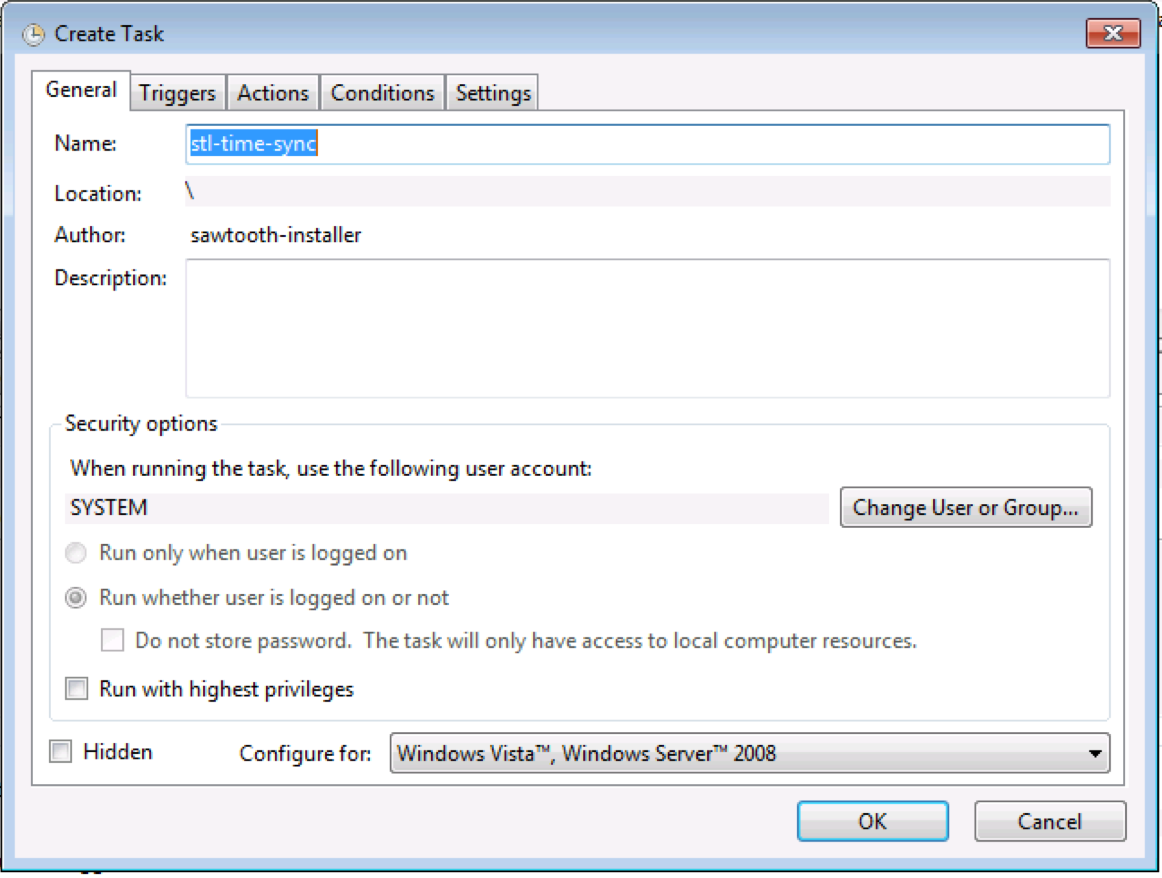 Create Task
General Triggers Actions Conditions Settings
Name: stl-time-sync
Location: \
Author: sawtooth-installer
Description:
Security options
When running the task, use the following user account:
SYSTEM Change User or Group...
Run only when user is logged on
Run whether user is logged on or not
Do not store password. The task will only have access to local computer resources.
Run with highest privileges
Hidden Configure for: Windows Vista™, Windows Server™ 2008
OK Cancel